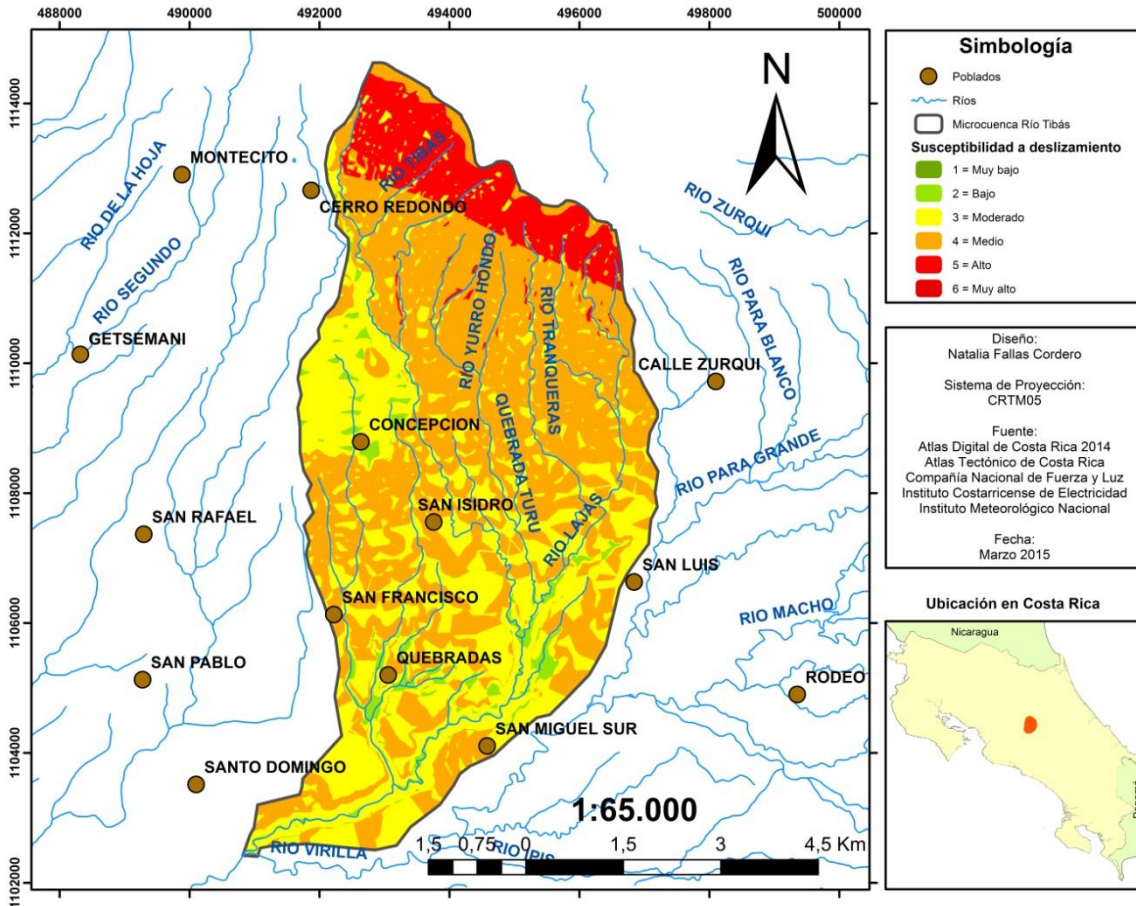 488000 490000 492000 494000 496000 498000 500000
1114000
1112000
1110000
1108000
1106000
1104000
1102000
N
MONTECITO
CERRO REDONDO
RIO TIBAS
RIO DE LA HOJA
RIO SEGUNDO
RIO ZURQUI
RIO PARA BLANCO
GETSEMANI
RIO YURRO HONDO
RIO TRANQUERAS
CALLE ZURQUI
CONCEPCION
QUEBRADA TURU
RIO PARA GRANDE
SAN RAFAEL
SAN ISIDRO
RIO LAJAS
SAN LUIS
SAN FRANCISCO
RIO MACHO
SAN PABLO
QUEBRADAS
RODEO
SAN MIGUEL SUR
SANTO DOMINGO
RIO VIRILLA
RIO IPIS
1:65.000
1,5 0,75 0 1,5 3 4,5 Km
488000 490000 492000 494000 496000 498000 500000
Simbología
Poblados
Ríos
Microcuenca Río Tibás
Susceptibilidad a deslizamiento
1 = Muy bajo
2 = Bajo
3 = Moderado
4 = Medio
5 = Alto
6 = Muy alto
Diseño:
Natalia Fallas Cordero
Sistema de Proyección:
CRTM05
Fuente:
Atlas Digital de Costa Rica 2014
Atlas Tectónico de Costa Rica
Compañía Nacional de Fuerza y Luz
Instituto Costarricense de Electricidad
Instituto Meteorológico Nacional
Fecha:
Marzo 2015
Ubicación en Costa Rica
Nicaragua